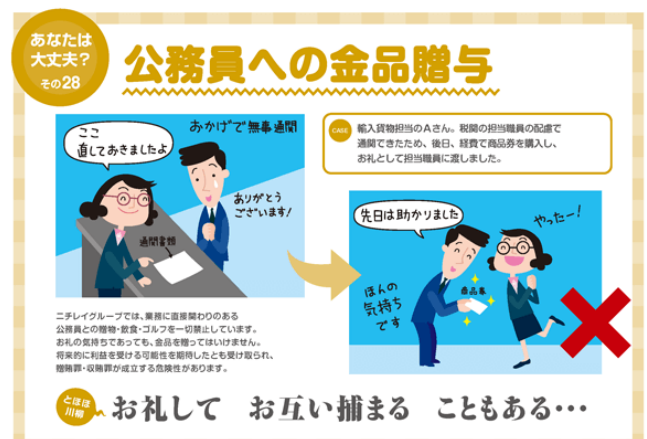 あなたは
大丈夫？
その28
公務員への金品贈与
ここ
直しておきましたよ
おかげで無事通関
ありがとう
ございます!
通関書類
CASE
輸入貨物担当のAさん。税関の担当職員の配慮で
通関できたため、後日、経費で商品券を購入し、
お礼として担当職員に渡しました。
先日は助かりました
やったー!
ほんの
気持ち
です
商品券
ニチレイグループでは、業務に直接関わりのある
公務員との贈物・飲食・ゴルフを一切禁止しています。
お礼の気持ちであっても、金品を贈ってはいけません。
将来的に利益を受ける可能性を期待したとも受け取られ、
贈賄罪・収賄罪が成立する危険性があります。
とほほ
川柳
お礼して お互い捕まる こともある・・・